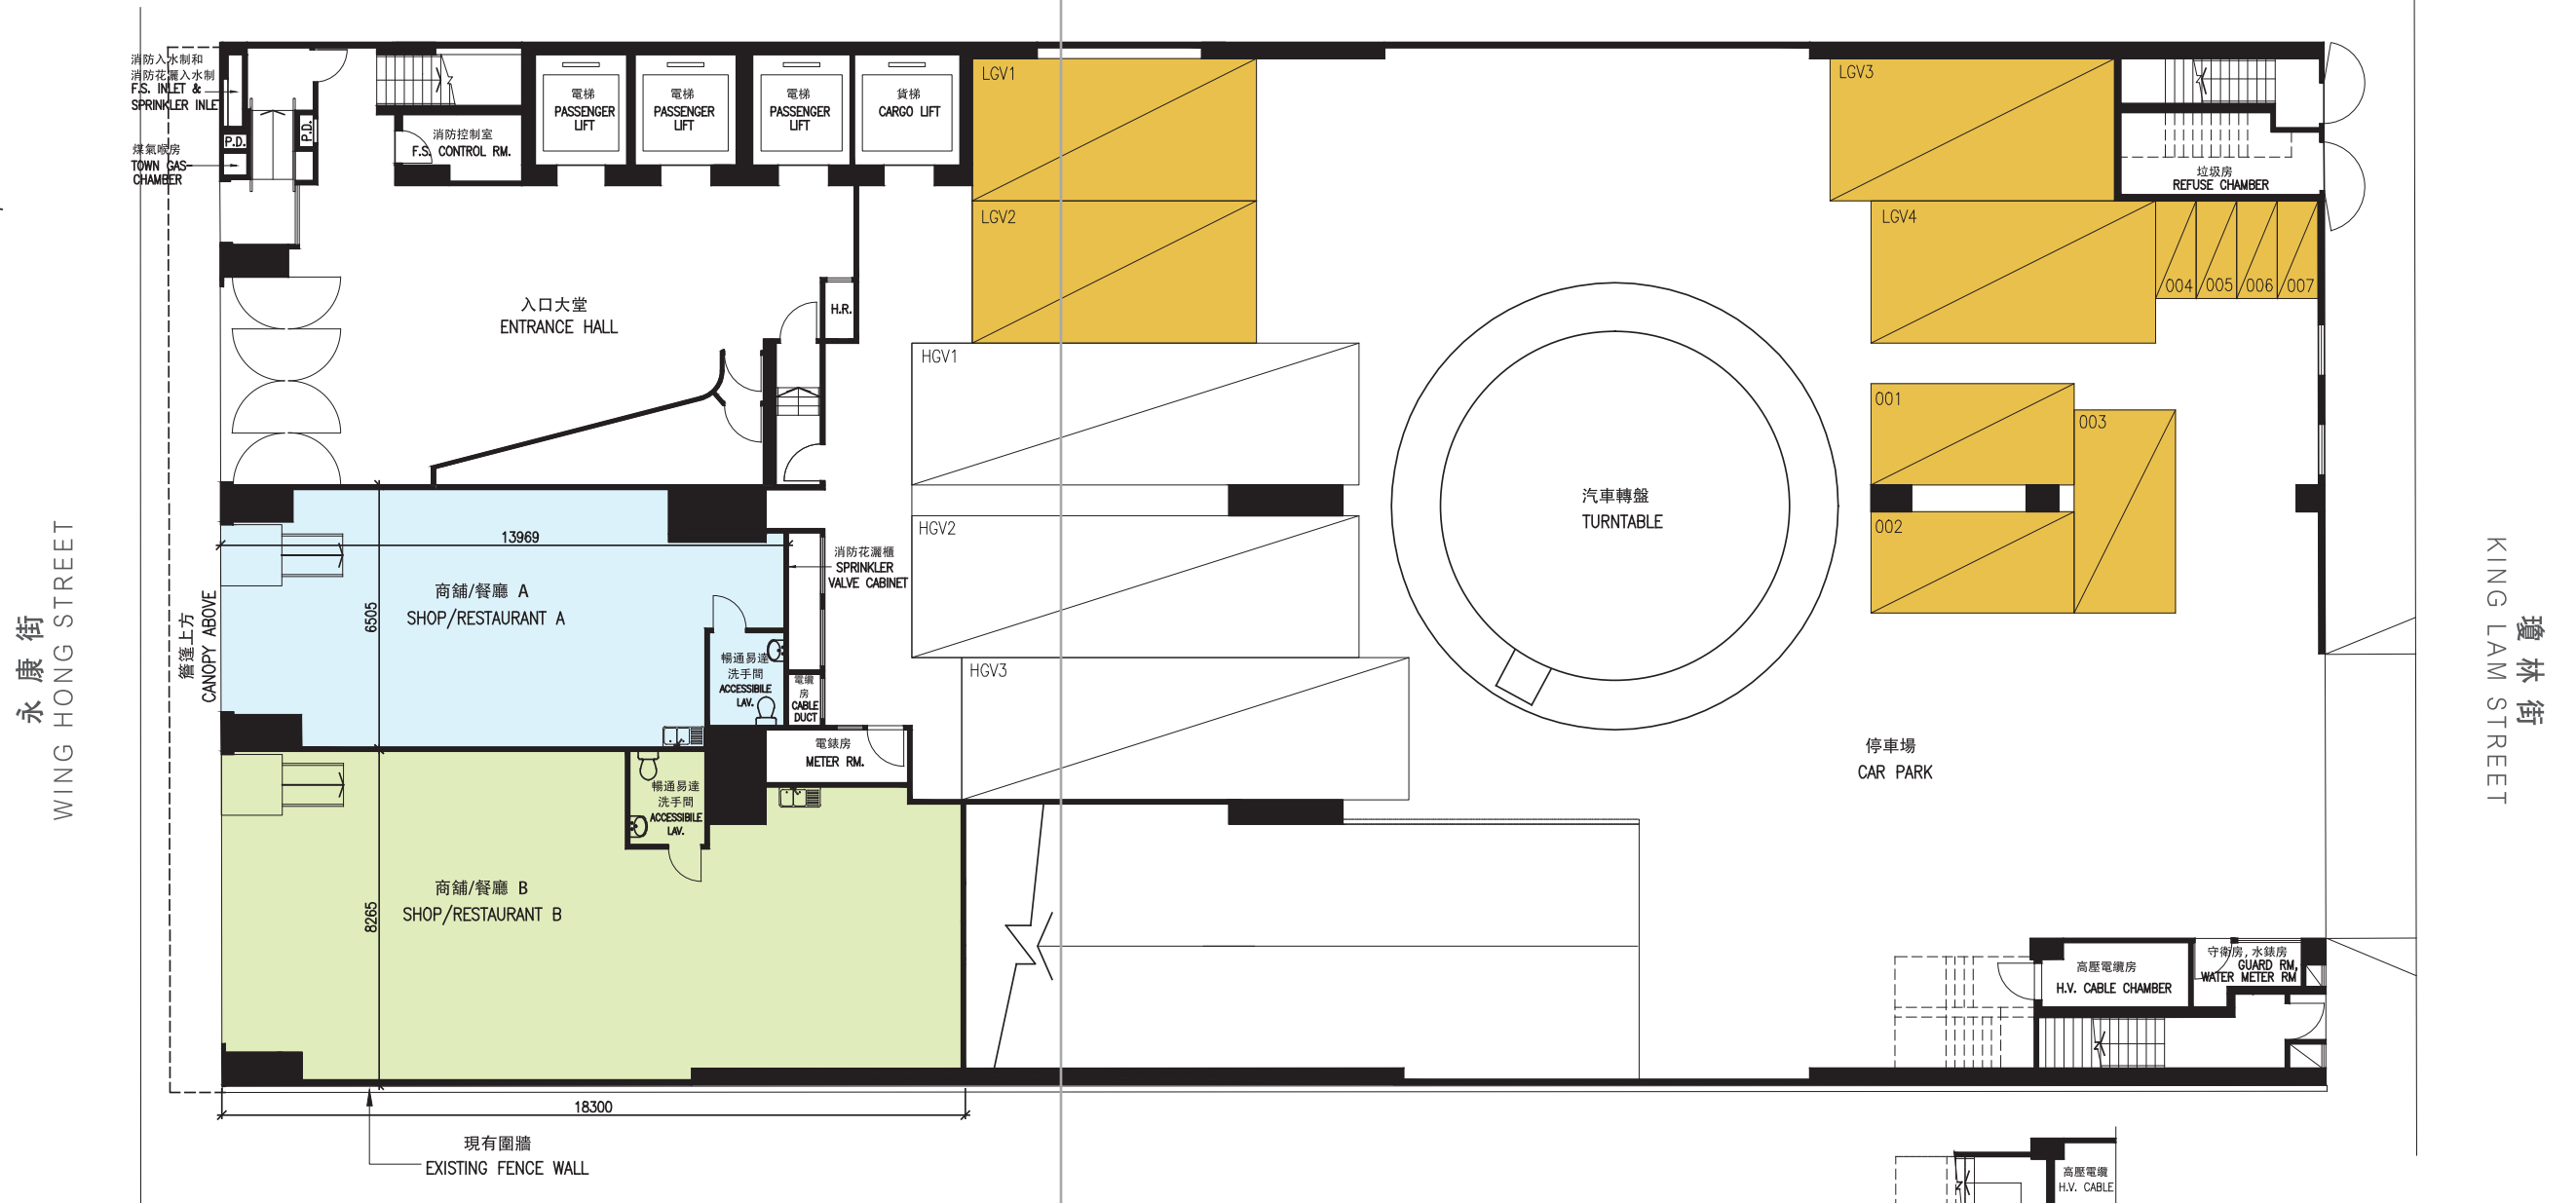 消防入水制和
消防花灑入水制
F.S. INLET &
SPRINKLER INLET
P.D.
P.D.
煤氣喉房
TOWN GAS
CHAMBER
消防控制室
F.S. CONTROL RM.
電梯
PASSENGER
LIFT
電梯
PASSENGER
LIFT
電梯
PASSENGER
LIFT
貨梯
CARGO LIFT
LGV1
LGV2
LGV3
LGV4
垃圾房
REFUSE CHAMBER
004
005
006
007
入口大堂
ENTRANCE HALL
H.R.
HGV1
HGV2
HGV3
001
002
003
汽車轉盤
TURNTABLE
停車場
CAR PARK
13969
6505
商舖/餐廳 A
SHOP/RESTAURANT A
消防花灑櫃
SPRINKLER
VALVE CABINET
暢通易達
洗手間
ACCESSIBILE
LAV.
電纜
房
CABLE
DUCT
電錶房
METER RM.
簷篷上方
CANOPY ABOVE
永康街
WING HONG STREET
瓊林街
KING LAM STREET
暢通易達
洗手間
ACCESSIBILE
LAV.
商舖/餐廳 B
SHOP/RESTAURANT B
8265
18300
現有圍牆
EXISTING FENCE WALL
高壓電纜房
H.V. CABLE CHAMBER
守衛房,水錶房
GUARD RM,
WATER METER RM
高壓電纜
H.V. CABLE